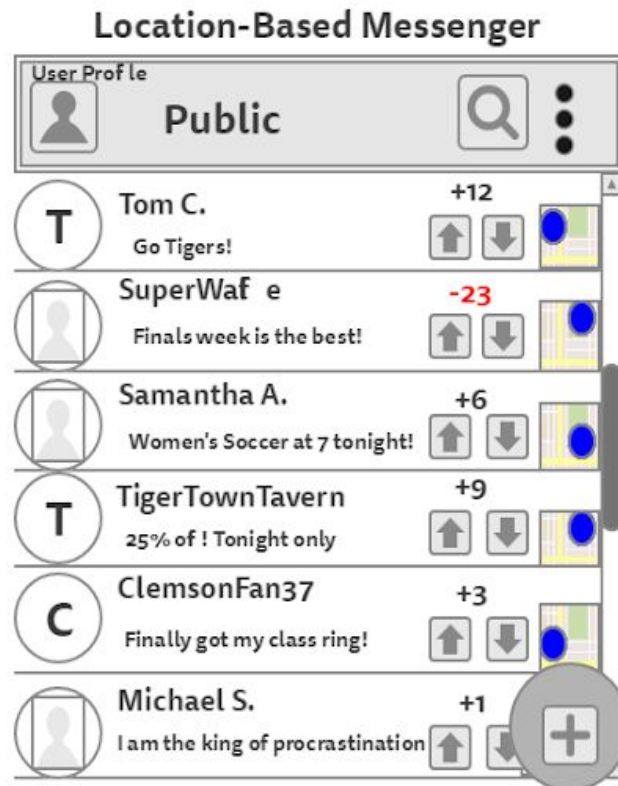 Location-Based Messenger
User Prof le
Public
T
Tom C.
+12
Go Tigers!
SuperWaf e
-23
Finals week is the best!
Samantha A.
+6
Women's Soccer at 7 tonight!
T
TigerTownTavern
+9
25% of ! Tonight only
C
ClemsonFan37
+3
Finally got my class ring!
Michael S.
+1
I am the king of procrastination